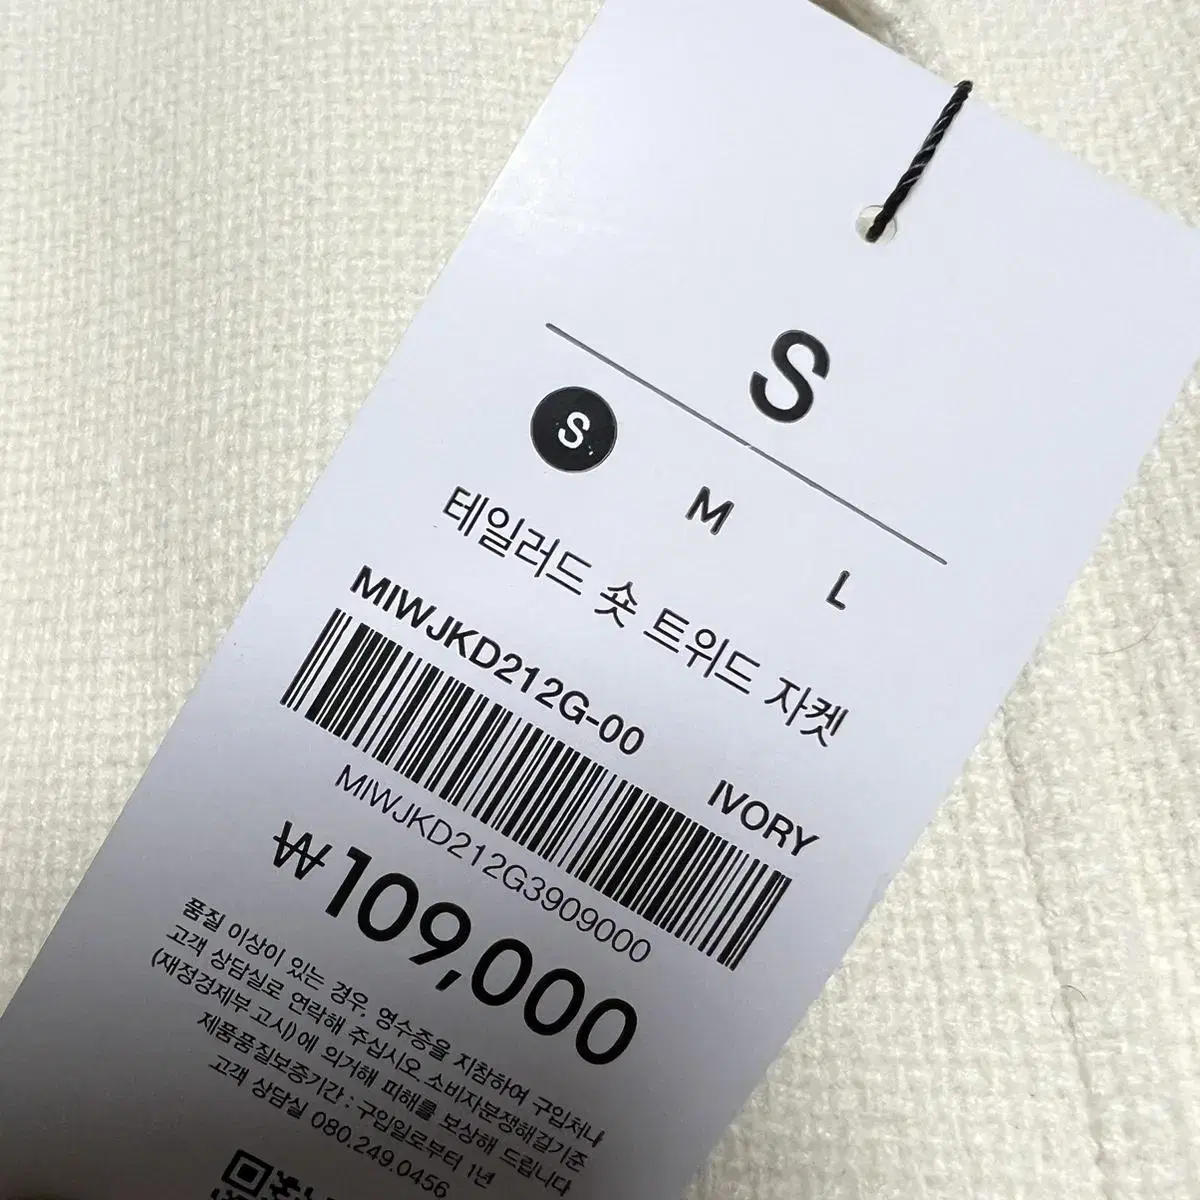 S
S M L
테일러드 숏 트위드 자켓
MIWJKD212G-00 IVORY
MIWJKD212G3909000
₩109,000
품질 이상이 있는 경우, 영수증을 지참하여 구입처나
고객 상담실로 연락해 주십시오. 소비자분쟁해결기준
(재정경제부 고시)에 의거해 피해를 보상해 드립니다
제품품질보증기간 : 구입일로부터 1년
고객 상담실 080.249.0456